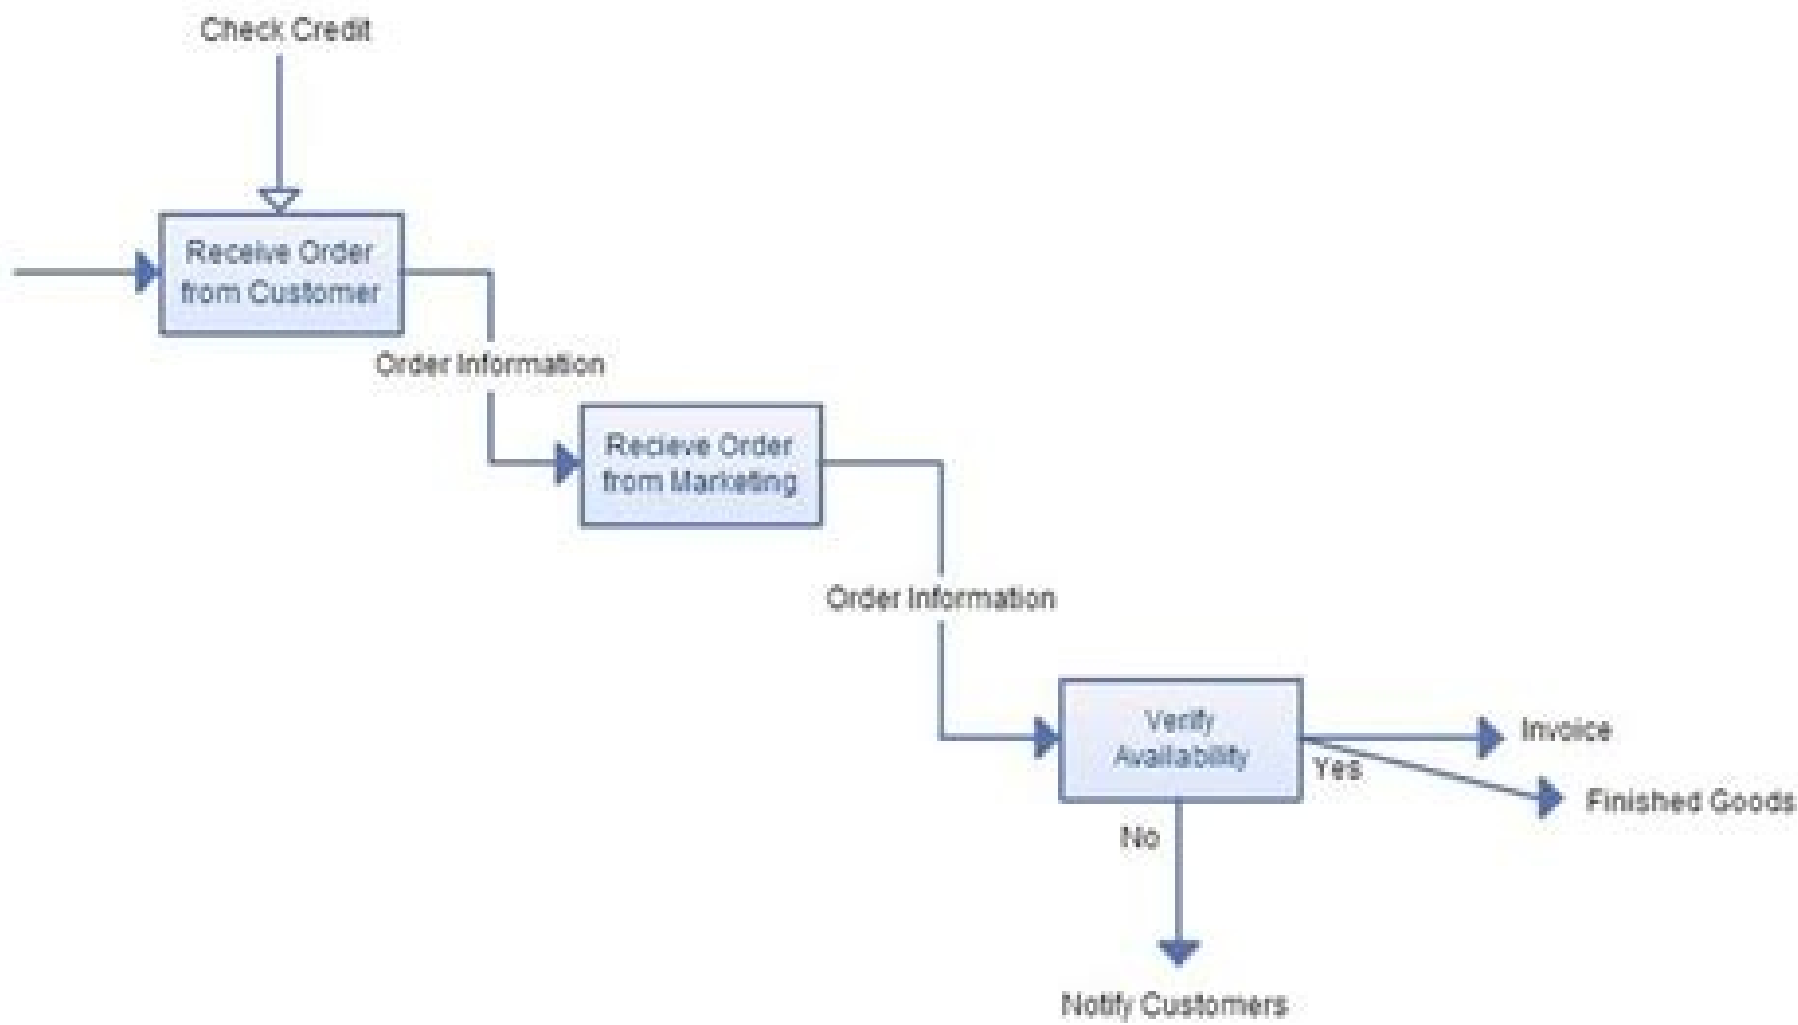 Check Credit
Receive Order
from Customer
Order Information
Recieve Order
from Marketing
Order Information
Verify
Availability
Invoice
Yes
Finished Goods
No
Notify Customers